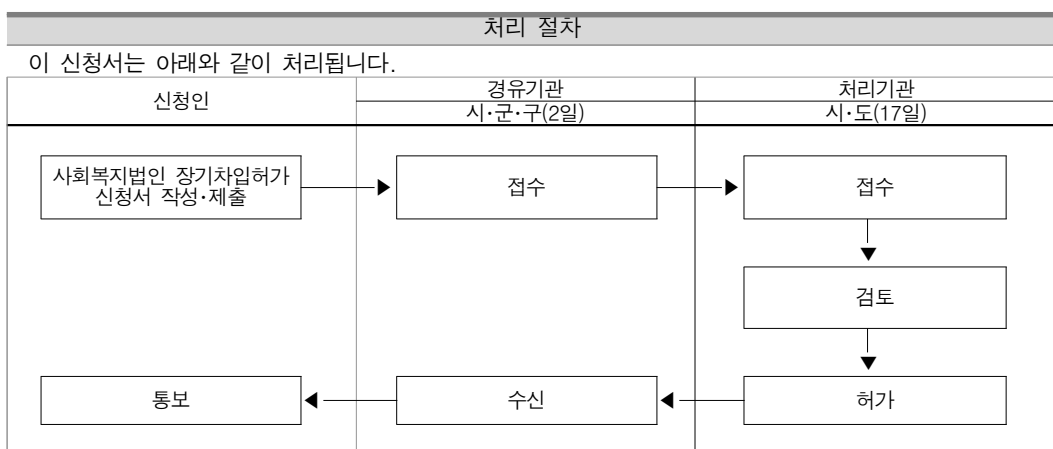 처리 절차
이 신청서는 아래와 같이 처리됩니다.
신청인
경유기관
처리기관
시·군·구(2일)
시·도(17일)
사회복지법인 장기차입허가
신청서 작성·제출
접수
접수
검토
통보
수신
허가